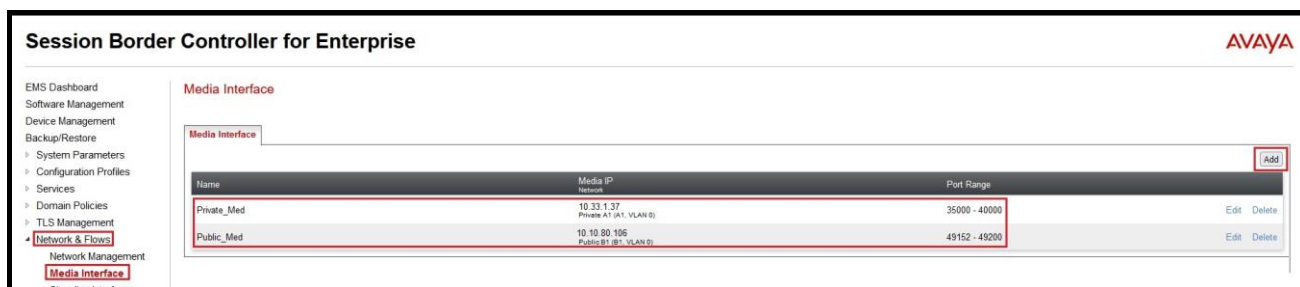 Session Border Controller for Enterprise
AVAYA
EMS Dashboard
Software Management
Device Management
Backup/Restore
System Parameters
Configuration Profiles
Services
Domain Policies
TLS Management
Network & Flows
Network Management
Media Interface
Media Interface
Media Interface
Add
Name Media IP Network Port Range
Private_Med 10.33.1.37 35000 - 40000 Edit Delete
Private A1 (A1, VLAN 0)
Public_Med 10.10.80.106 49152 - 49200 Edit Delete
Public B1 (B1, VLAN 0)